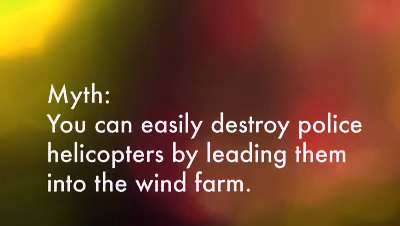 Myth:
You can easily destroy police
helicopters by leading them
into the wind farm.